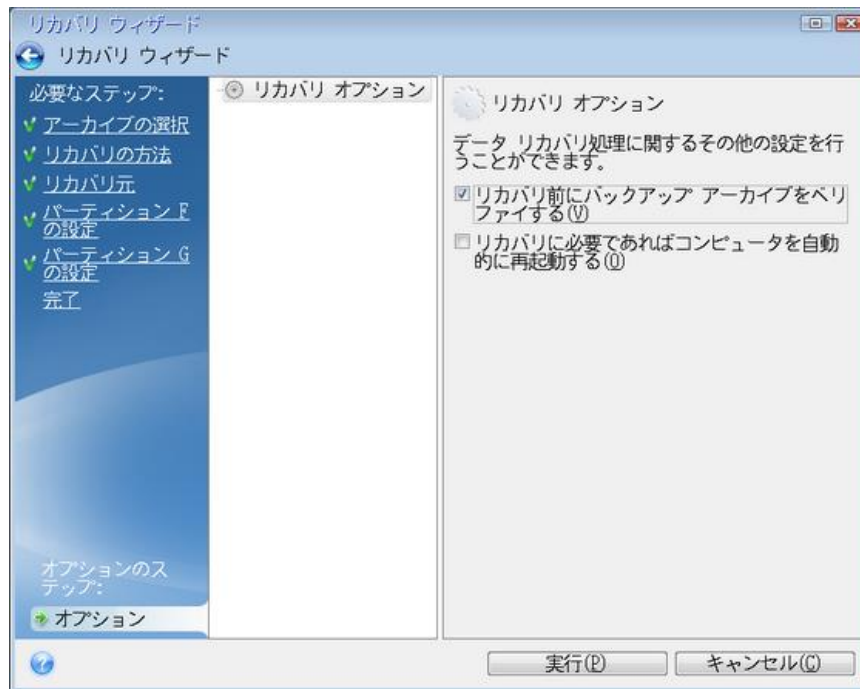 リカバリ ウィザード
リカバリ ウィザード
必要なステップ:
アーカイブの選択
リカバリの方法
リカバリ元
パーティション F
の設定
パーティション G
の設定
完了
オプションのス
テップ:
オプション
リカバリ オプション
リカバリ オプション
データ リカバリ処理に関するその他の設定を行
うことができます。
リカバリ前にバックアップ アーカイブをベリ
ファイする(V)
リカバリに必要であればコンピュータを自動
的に再起動する(O)
実行(P)
キャンセル(C)